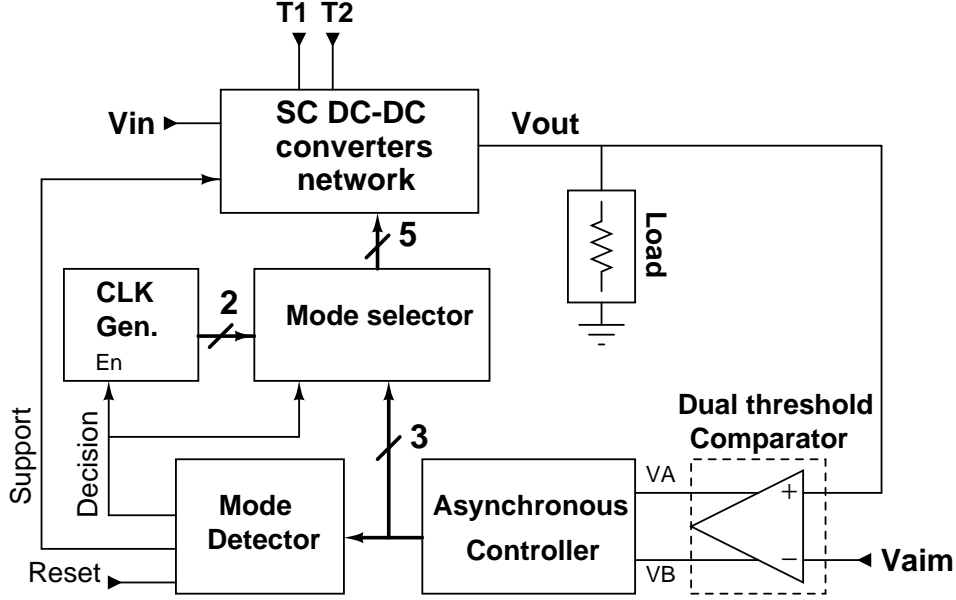 T1 T2
Vin
SC DC-DC
converters
network
Vout
Load
5
CLK
Gen.
En
2
Mode selector
Support
Decision
3
Dual threshold
Comparator
Mode
Detector
Asynchronous
Controller
VA
VB
+
−
Vaim
Reset